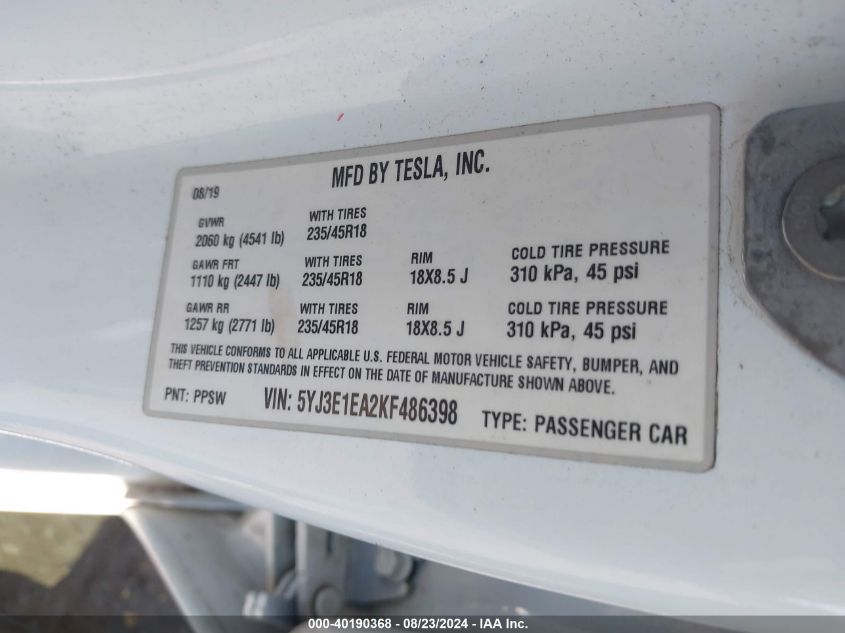 MFD BY TESLA, INC.
08/19
GVWR WITH TIRES
2060 kg (4541 lb) 235/45R18
GAWR FRT WITH TIRES RIM COLD TIRE PRESSURE
1110 kg (2447 lb) 235/45R18 18X8.5 J 310 kPa, 45 psi
GAWR RR WITH TIRES RIM COLD TIRE PRESSURE
1257 kg (2771 lb) 235/45R18 18X8.5 J 310 kPa, 45 psi
THIS VEHICLE CONFORMS TO ALL APPLICABLE U.S. FEDERAL MOTOR VEHICLE SAFETY, BUMPER, AND
THEFT PREVENTION STANDARDS IN EFFECT ON THE DATE OF MANUFACTURE SHOWN ABOVE.
PNT: PPSW VIN: 5YJ3E1EA2KF486398 TYPE: PASSENGER CAR
000-40190368 - 08/23/2024 - IAA Inc.